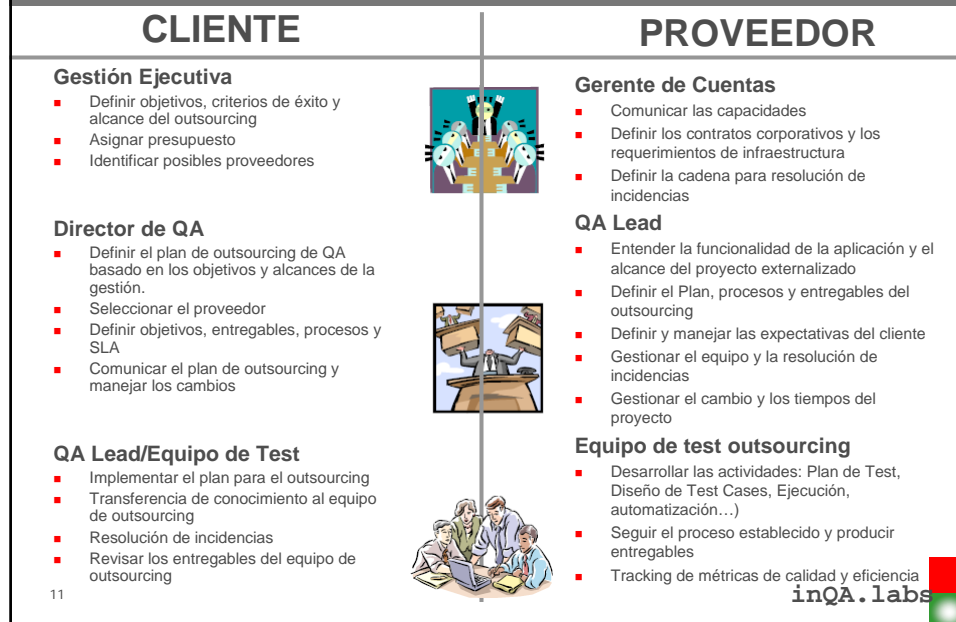 CLIENTE
Gestión Ejecutiva
Definir objetivos, criterios de éxito y
alcance del outsourcing
Asignar presupuesto
Identificar posibles proveedores
Director de QA
Definir el plan de outsourcing de QA
basado en los objetivos y alcances de la
gestión.
Seleccionar el proveedor
Definir objetivos, entregables, procesos y
SLA
Comunicar el plan de outsourcing y
manejar los cambios
QA Lead/Equipo de Test
Implementar el plan para el outsourcing
Transferencia de conocimiento al equipo
de outsourcing
Resolución de incidencias
Revisar los entregables del equipo de
outsourcing
PROVEEDOR
Gerente de Cuentas
Comunicar las capacidades
Definir los contratos corporativos y los
requerimientos de infraestructura
Definir la cadena para resolución de
incidencias
QA Lead
Entender la funcionalidad de la aplicación y el
alcance del proyecto externalizado
Definir el Plan, procesos y entregables del
outsourcing
Definir y manejar las expectativas del cliente
Gestionar el equipo y la resolución de
incidencias
Gestionar el cambio y los tiempos del
proyecto
Equipo de test outsourcing
Desarrollar las actividades: Plan de Test,
Diseño de Test Cases, Ejecución,
automatización…)
Seguir el proceso establecido y producir
entregables
Tracking de métricas de calidad y eficiencia
11
inQA.labs